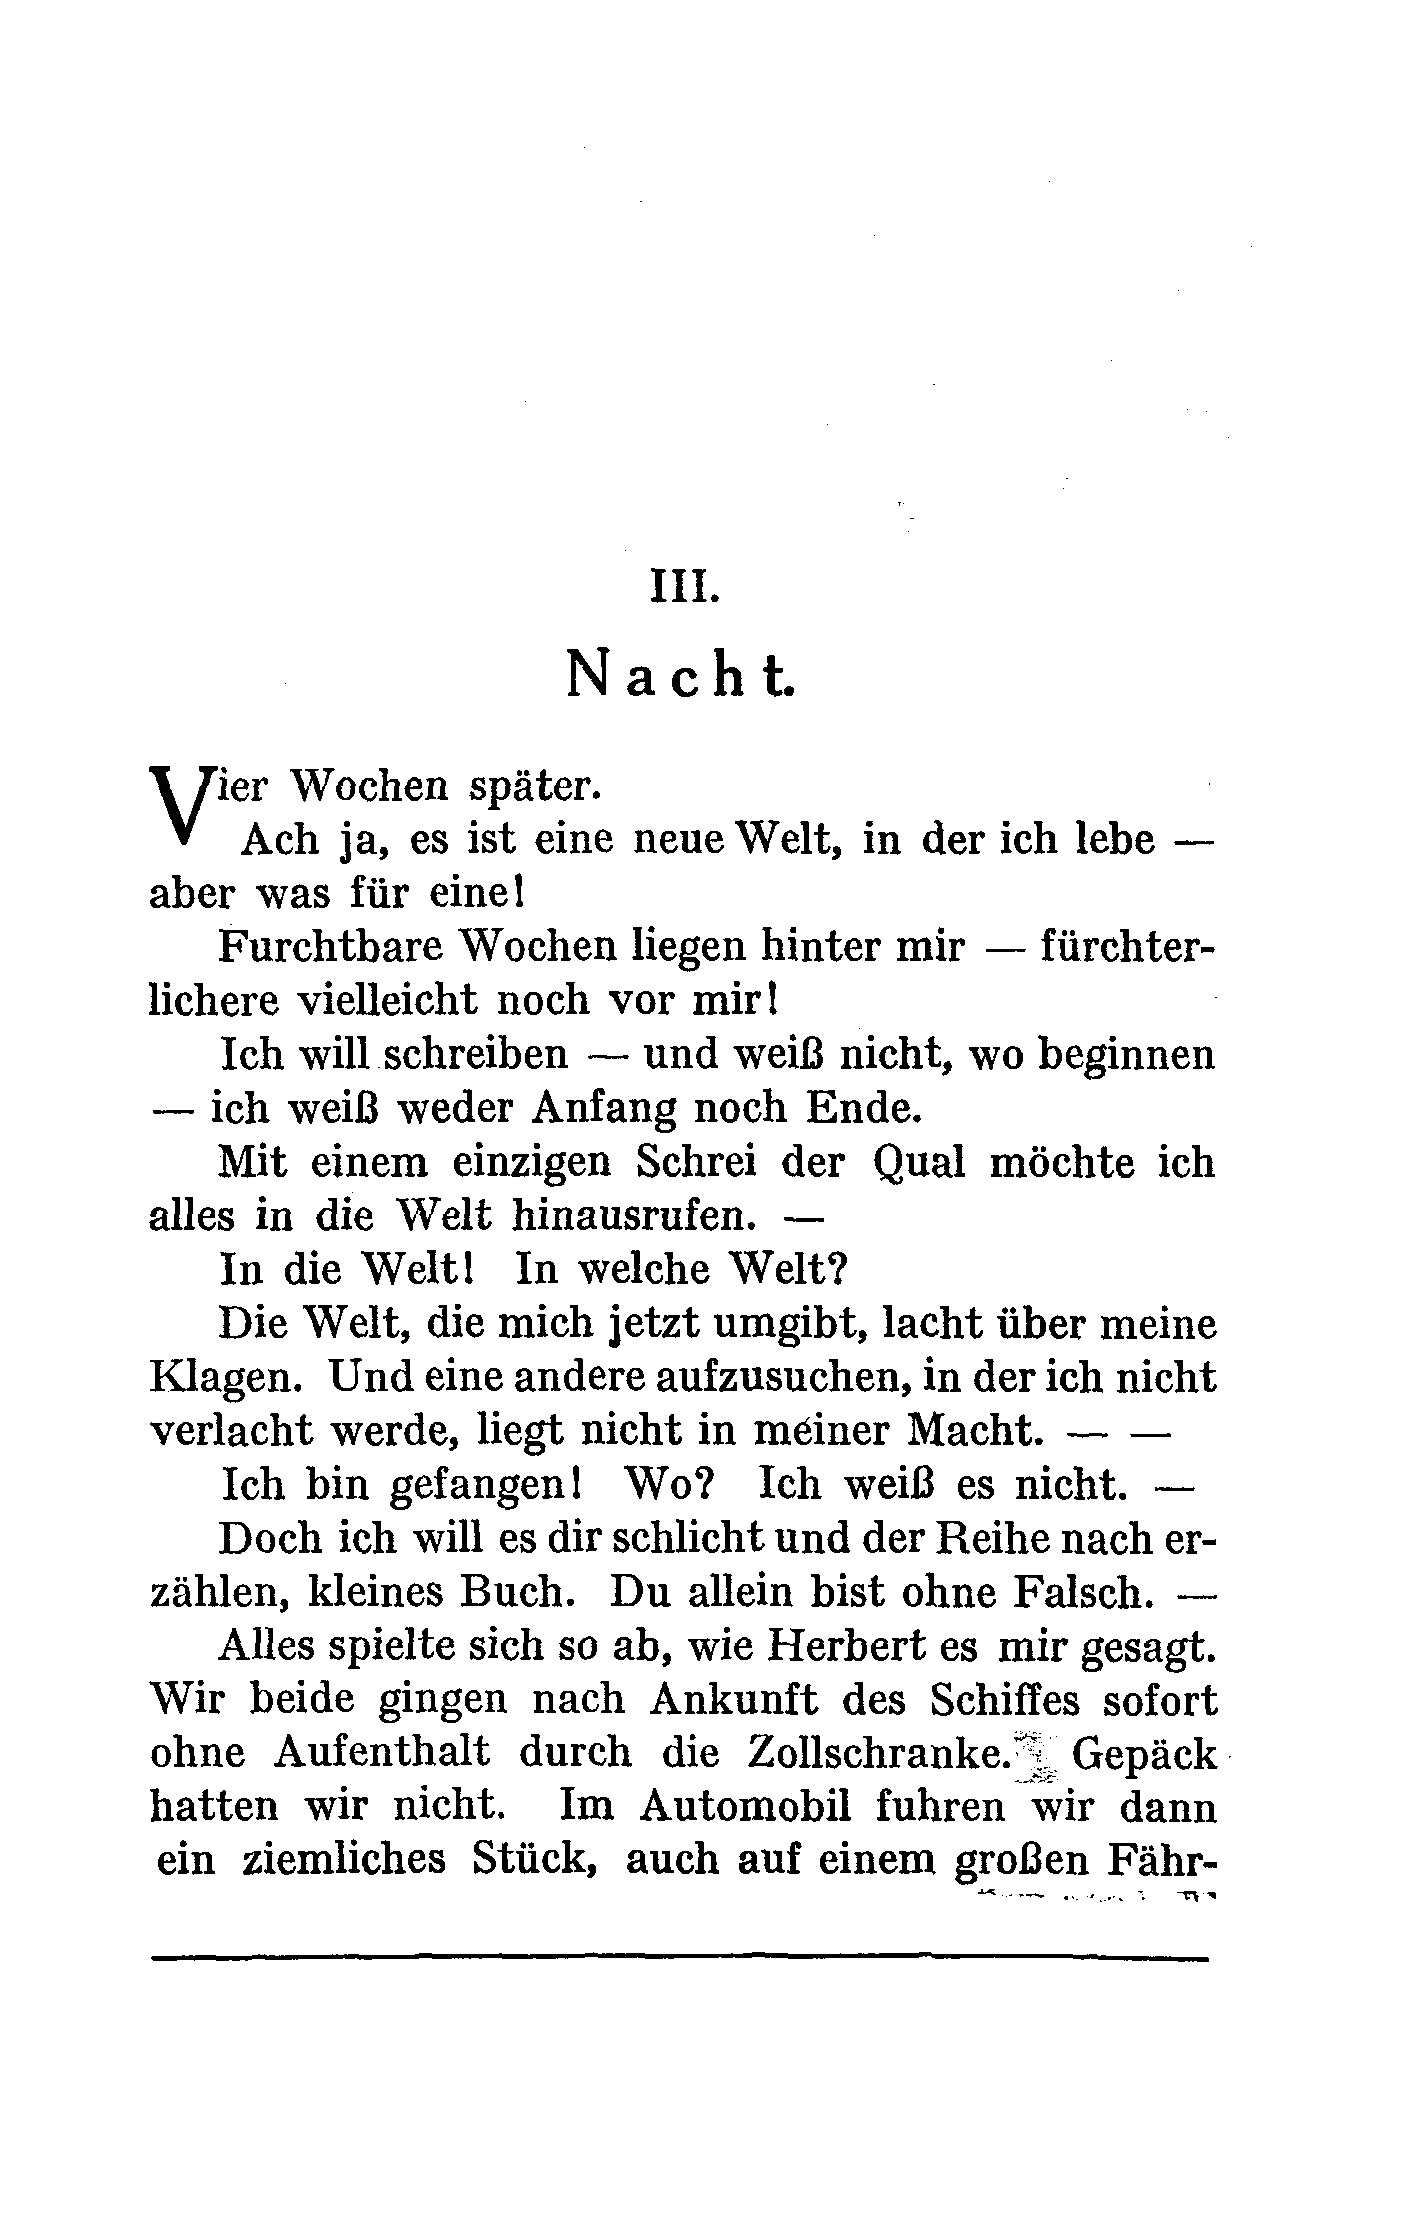 III.
Nacht.
Vier Wochen später.
Ach ja, es ist eine neue Welt, in der ich lebe —
aber was für eine!
Furchtbare Wochen liegen hinter mir — fürchter-
lichere vielleicht noch vor mir!
Ich will schreiben — und weiß nicht, wo beginnen
— ich weiß weder Anfang noch Ende.
Mit einem einzigen Schrei der Qual möchte ich
alles in die Welt hinausrufen. —
In die Welt! In welche Welt?
Die Welt, die mich jetzt umgibt, lacht über meine
Klagen. Und eine andere aufzusuchen, in der ich nicht
verlacht werde, liegt nicht in meiner Macht. — —
Ich bin gefangen! Wo? Ich weiß es nicht. —
Doch ich will es dir schlicht und der Reihe nach er-
zählen, kleines Buch. Du allein bist ohne Falsch. —
Alles spielte sich so ab, wie Herbert es mir gesagt.
Wir beide gingen nach Ankunft des Schiffes sofort
ohne Aufenthalt durch die Zollschranke. Gepäck
hatten wir nicht. Im Automobil fuhren wir dann
ein ziemliches Stück, auch auf einem großen Fähr-